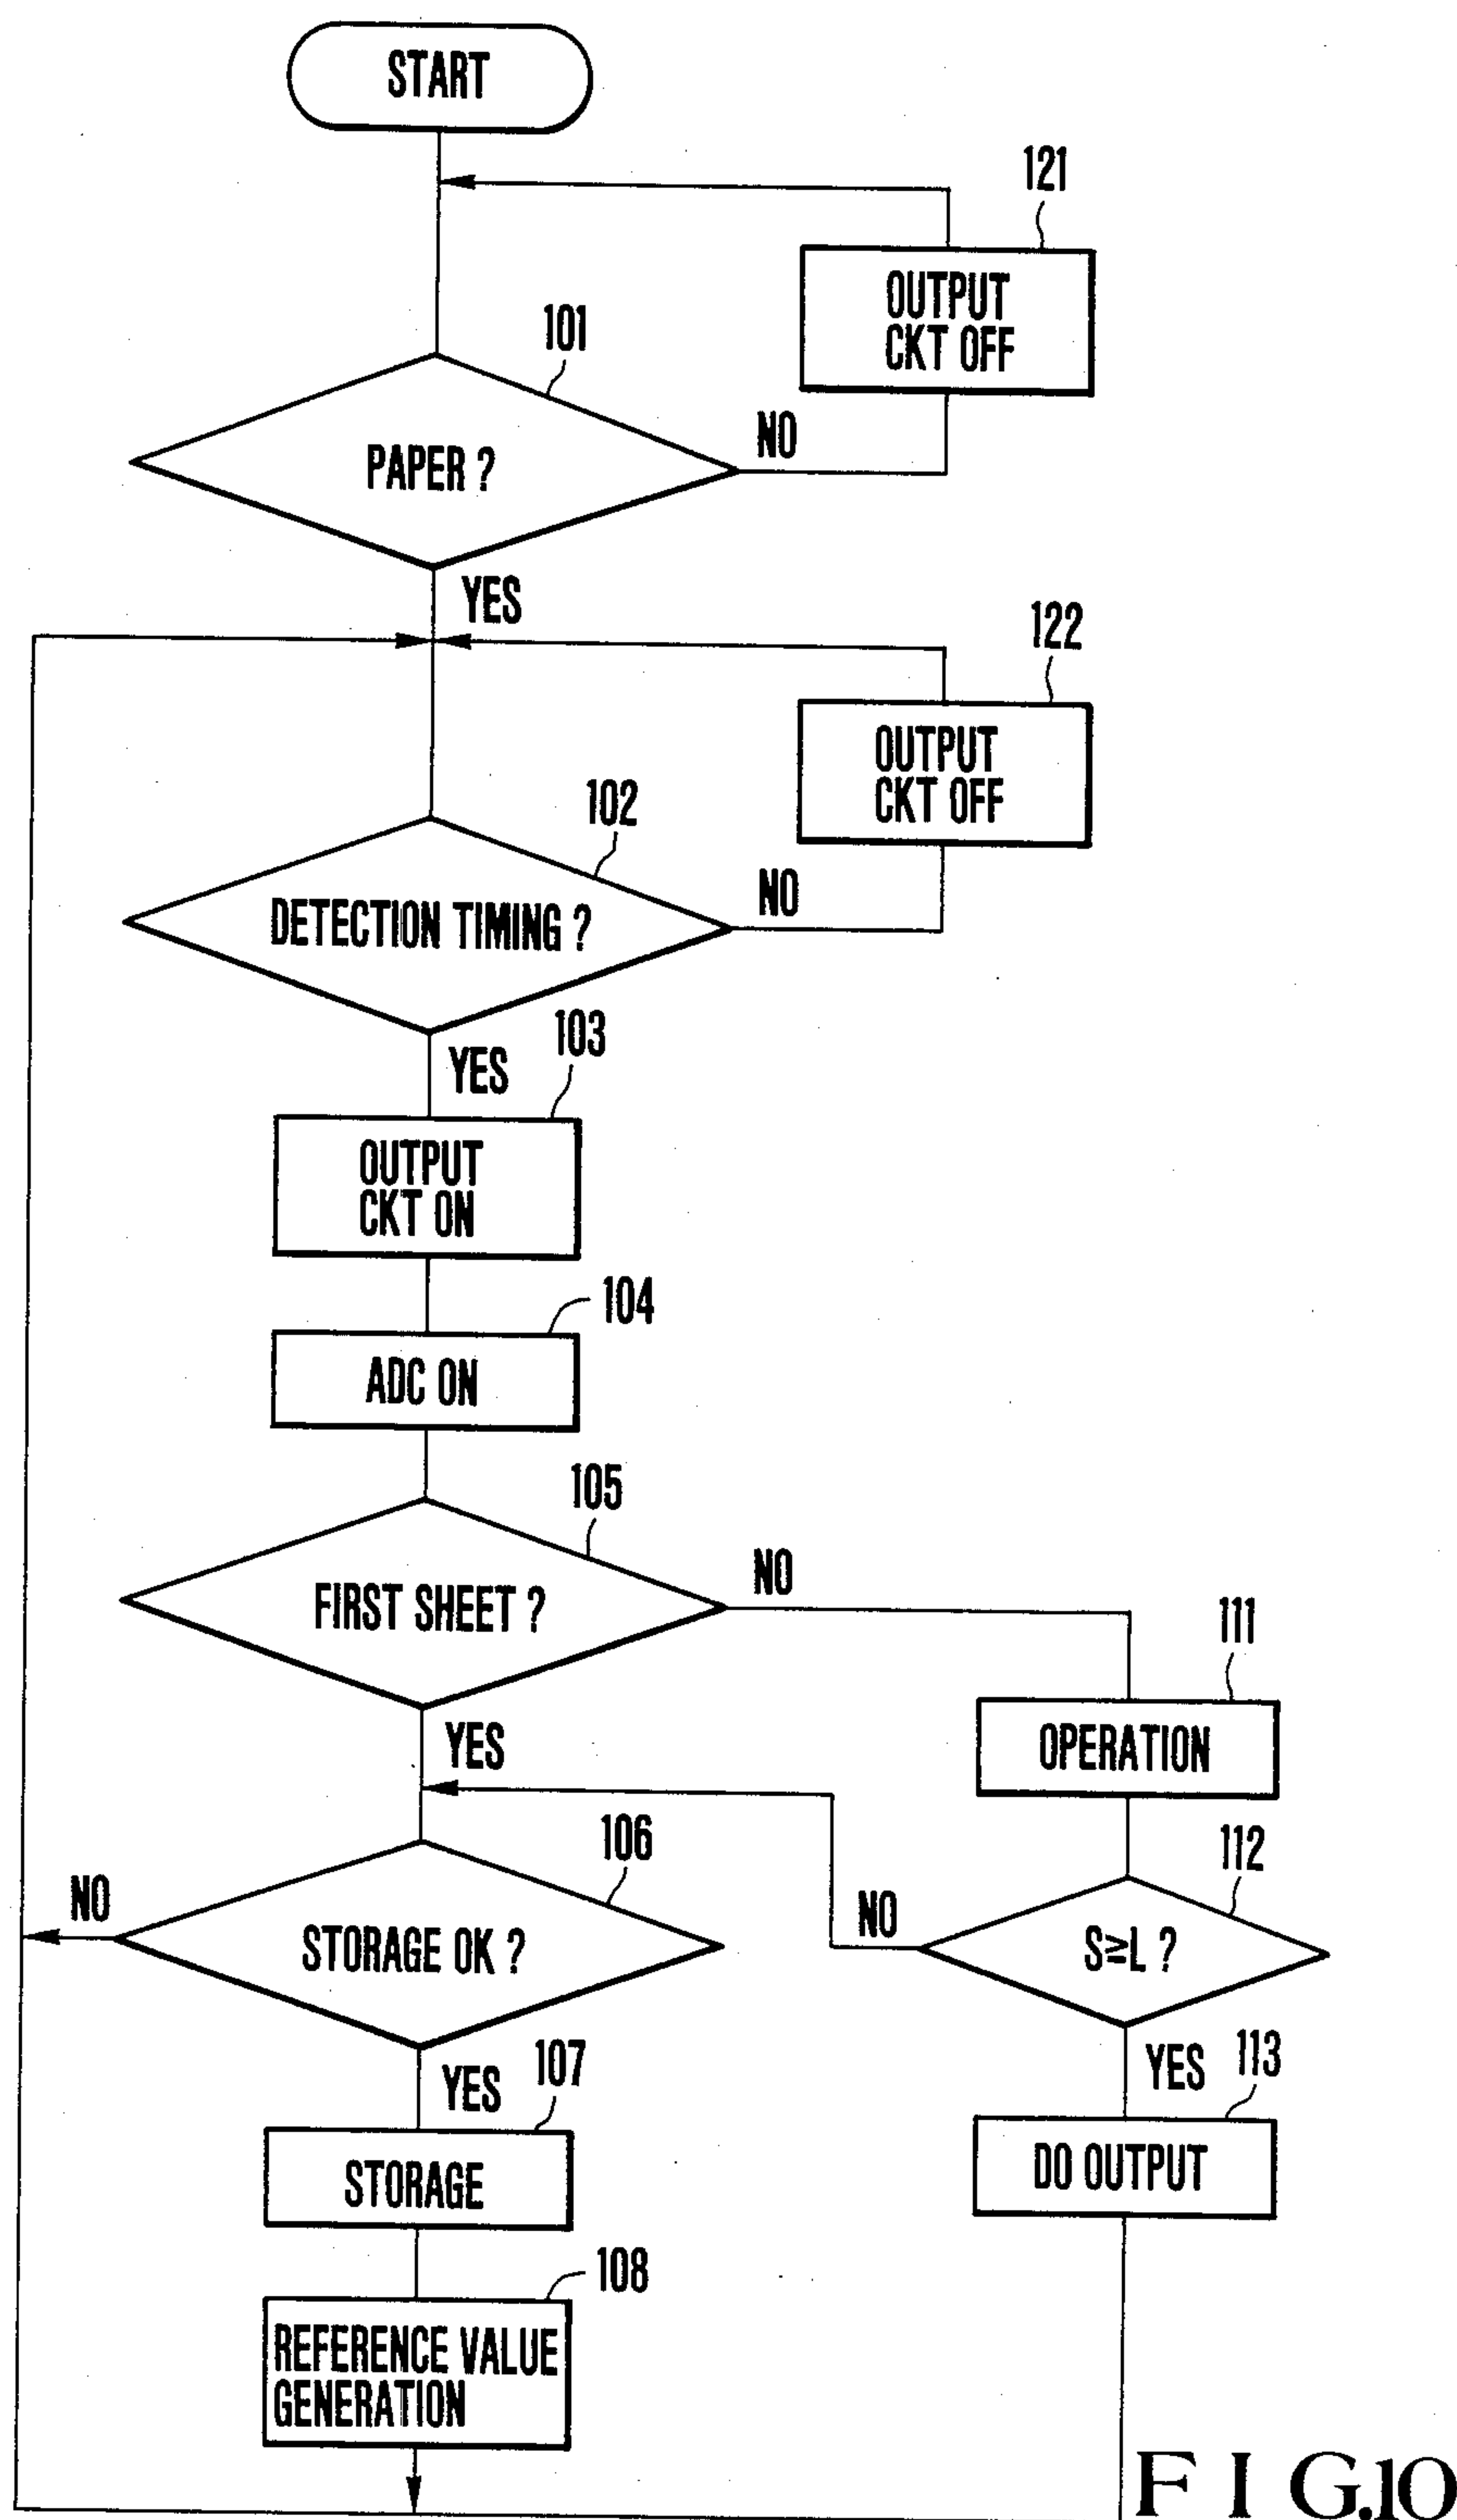 START
121
OUTPUT
CKT OFF
101
PAPER ?
NO
YES
122
OUTPUT
CKT OFF
102
DETECTION TIMING ?
NO
YES
103
OUTPUT
CKT ON
104
ADC ON
105
FIRST SHEET ?
NO
111
YES
OPERATION
106
112
NO
STORAGE OK ?
NO
S≧L ?
YES
107
YES
113
STORAGE
DO OUTPUT
108
REFERENCE VALUE
GENERATION
FIG.10